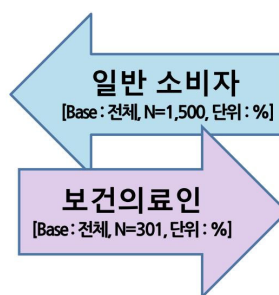 일반 소비자
[Base : 전체, N=1,500, 단위 : %]
보건의료인
[Base : 전체, N=301, 단위 : %]